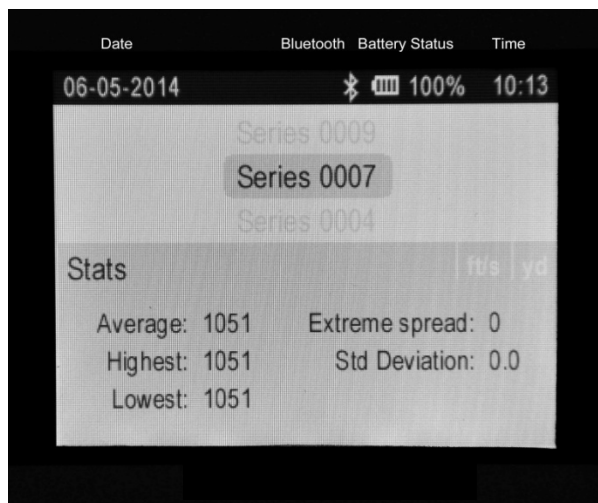 Date Bluetooth Battery Status Time
06-05-2014 100% 10:13
Series 0009
Series 0007
Series 0004
Stats ft/s yd
Average: 1051 Extreme spread: 0
Highest: 1051 Std Deviation: 0.0
Lowest: 1051